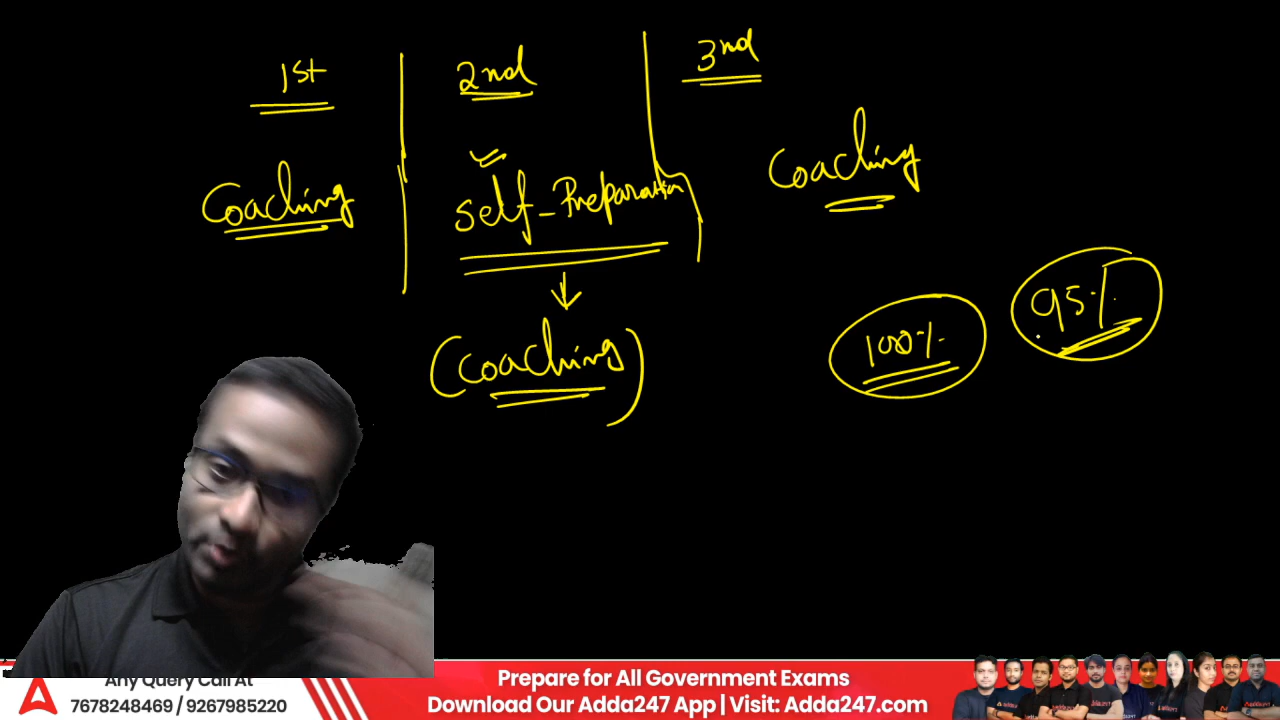 1st
2nd
3nd
Coaching
self-Preparation
Coaching
(Coaching)
100%
95%
Any Query Call At
7678248469 / 9267985220
Prepare for All Government Exams
Download Our Adda247 App | Visit: Adda247.com